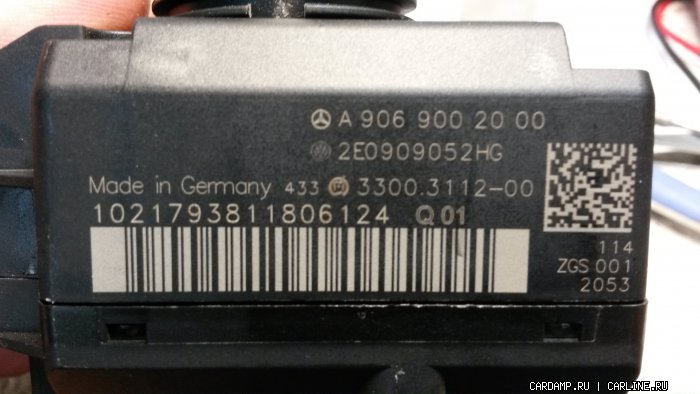 A 906 900 20 00
2E0909052HG
Made in Germany 433 3300.3112-00
1021793811806124 Q01
114
ZGS 001
2053
CARDAMP.RU | CARLINE.RU